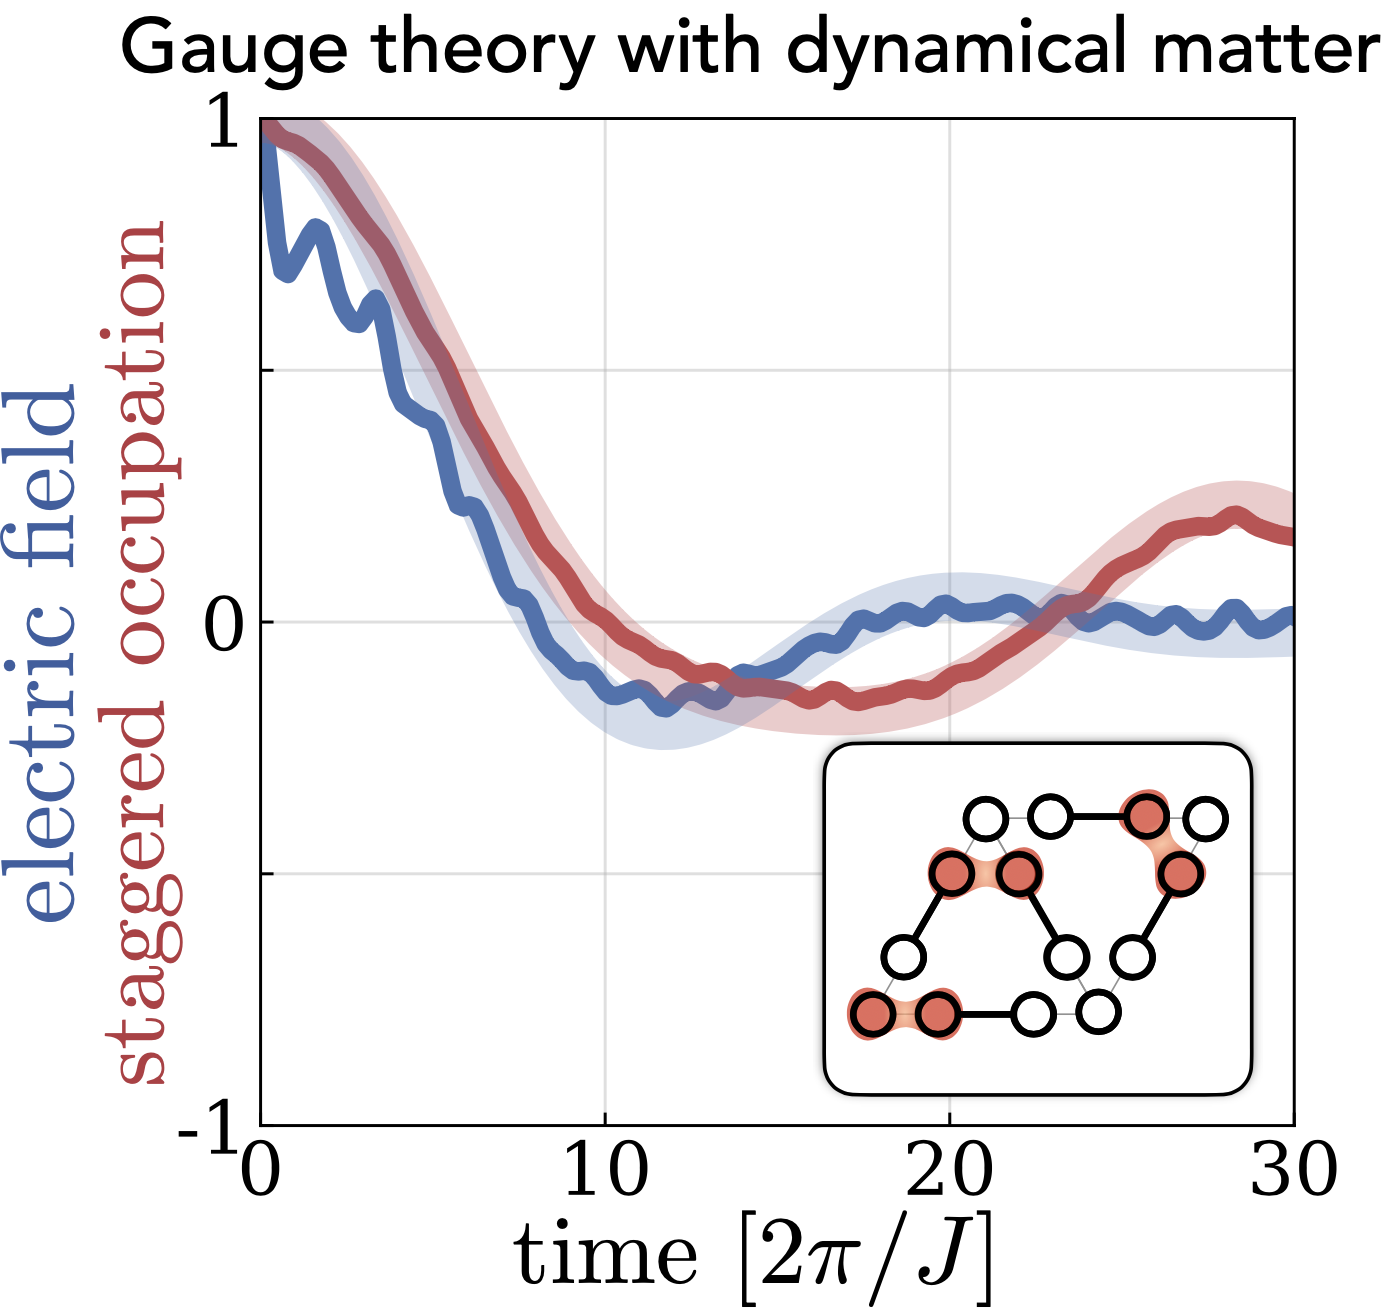 Gauge theory with dynamical matter
electric field
staggered occupation
1
0
-1
0
10
20
30
time [2π/J]